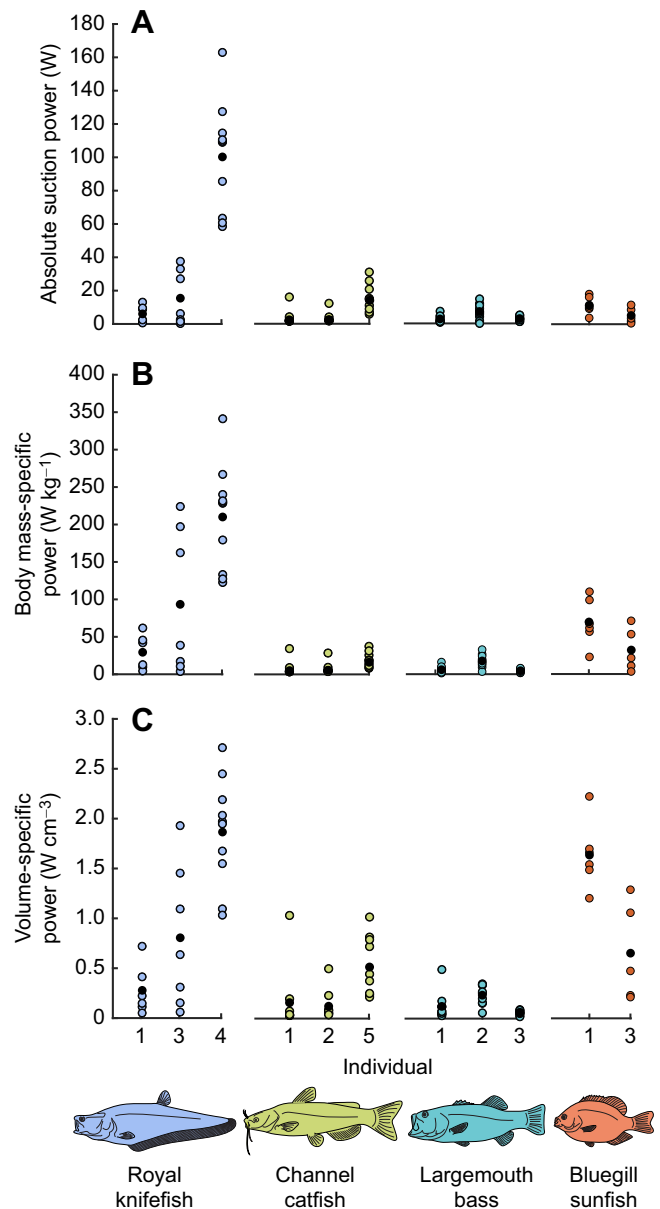 A
Absolute suction power (W)
180
160
140
120
100
80
60
40
20
0
B
Body mass-specific
power (W kg⁻¹)
400
350
300
250
200
150
100
50
0
C
Volume-specific
power (W cm⁻³)
3.0
2.5
2.0
1.5
1.0
0.5
0
1 3 4 1 2 5 1 2 3 1 3
Individual
Royal
knifefish
Channel
catfish
Largemouth
bass
Bluegill
sunfish